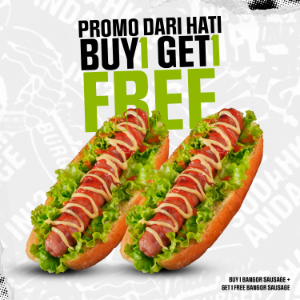 PROMO DARI HATI
BUY1 GET1
FREE
BUY 1 BANGOR SAUSAGE +
GET 1 FREE BANGOR SAUSAGE